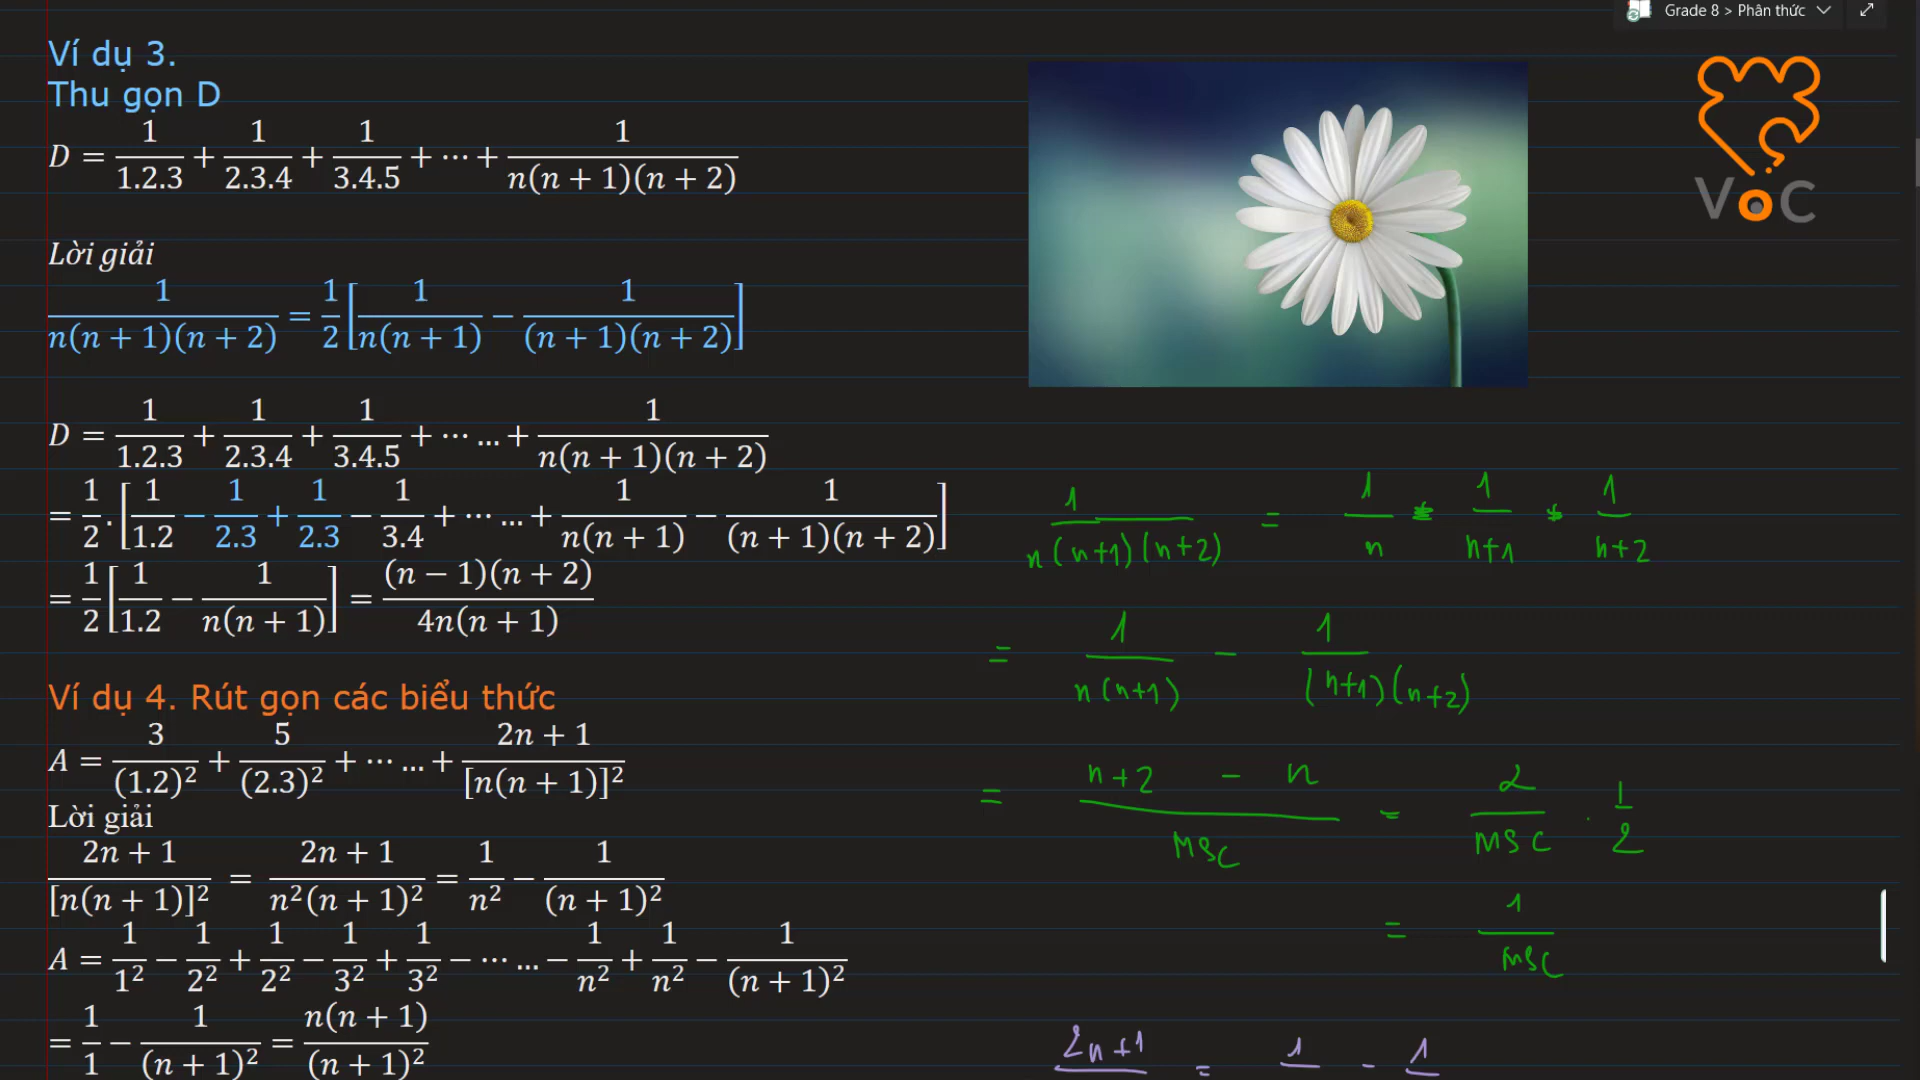 Grade 8 > Phân thức
Ví dụ 3.
Thu gọn D
D = 1/1.2.3 + 1/2.3.4 + 1/3.4.5 + ⋯ + 1/n(n + 1)(n + 2)
VOC
Lời giải
1/n(n + 1)(n + 2) = 1/2 [1/n(n + 1) − 1/(n + 1)(n + 2)]
D = 1/1.2.3 + 1/2.3.4 + 1/3.4.5 + ⋯ ... + 1/n(n + 1)(n + 2)
= 1/2 . [1/1.2 − 1/2.3 + 1/2.3 − 1/3.4 + ⋯ ... + 1/n(n + 1) − 1/(n + 1)(n + 2)]
= 1/2 [1/1.2 − 1/n(n + 1)] = (n − 1)(n + 2)/4n(n + 1)
Ví dụ 4. Rút gọn các biểu thức
A = 3/(1.2)² + 5/(2.3)² + ⋯ ... + 2n + 1/[n(n + 1)]²
Lời giải
2n + 1/[n(n + 1)]² = 2n + 1/n²(n + 1)² = 1/n² − 1/(n + 1)²
A = 1/1² − 1/2² + 1/2² − 1/3² + 1/3² − ⋯ ... − 1/n² + 1/n² − 1/(n + 1)²
= 1/1 − 1/(n + 1)² = n(n + 1)/(n + 1)²
1/n(n+1)(n+2) = 1/n 1/n+1 1/n+2
= 1/n(n+1) - 1/(n+1)(n+2)
= n+2 - n/MSC = 2/MSC . 1/2
= 1/MSC
2n+1 = 1 - 1